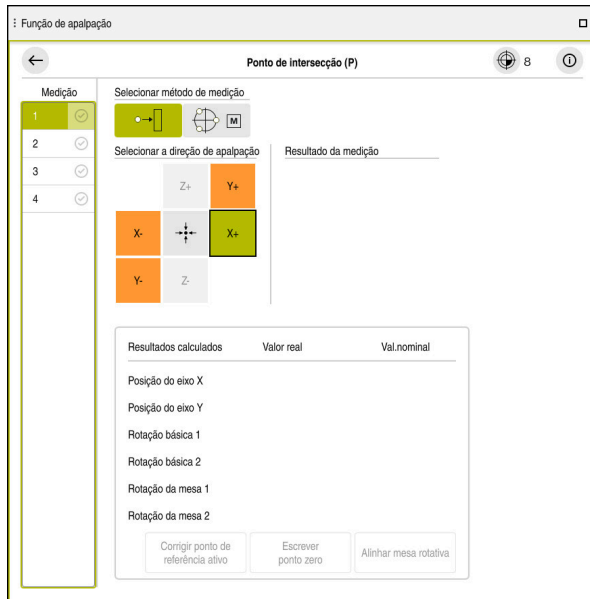 Função de apalpação
Ponto de intersecção (P)
8
Medição
1
2
3
4
Selecionar método de medição
M
Selecionar a direção de apalpação
Z+
Y+
X-
X+
Y-
Z-
Resultado da medição
Resultados calculados Valor real Val.nominal
Posição do eixo X
Posição do eixo Y
Rotação básica 1
Rotação básica 2
Rotação da mesa 1
Rotação da mesa 2
Corrigir ponto de
referência ativo
Escrever
ponto zero
Alinhar mesa rotativa